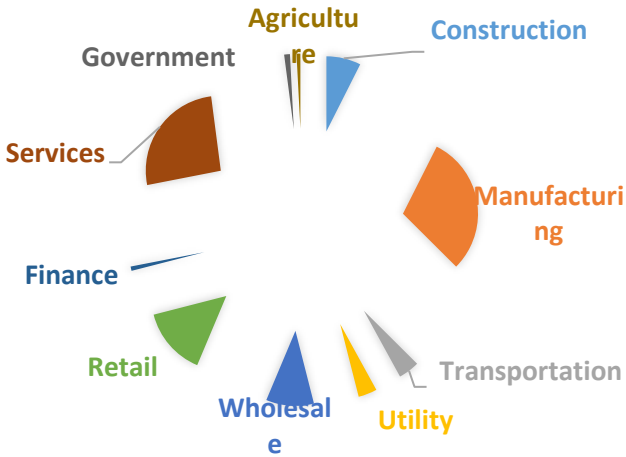 Agricultu
re
Construction
Government
Services
Manufacturi
ng
Finance
Retail
Transportation
Wholesal
e
Utility